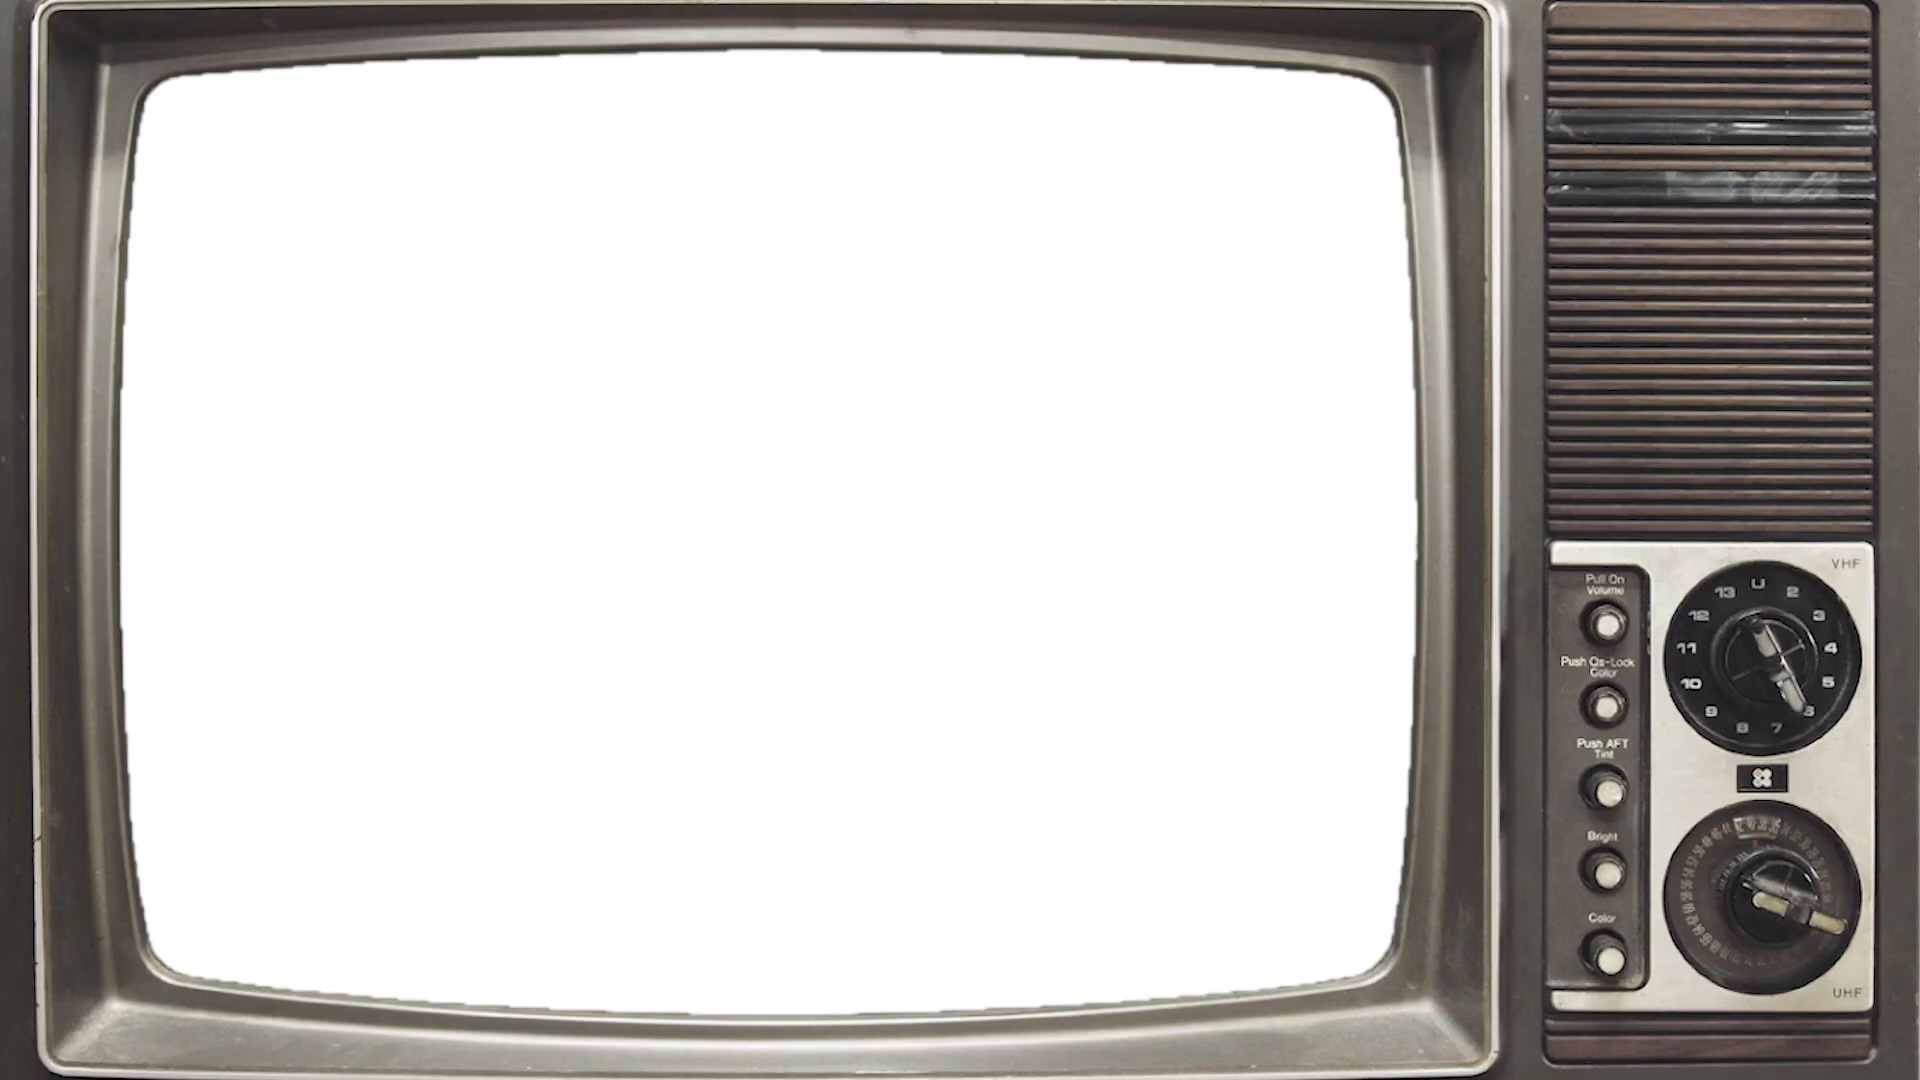 VHF
Pull On
Volume
Push Qs-Lock
Color
Push AFT
Tint
Bright
Color
U
2
3
4
5
6
7
8
9
10
11
12
13
UHF